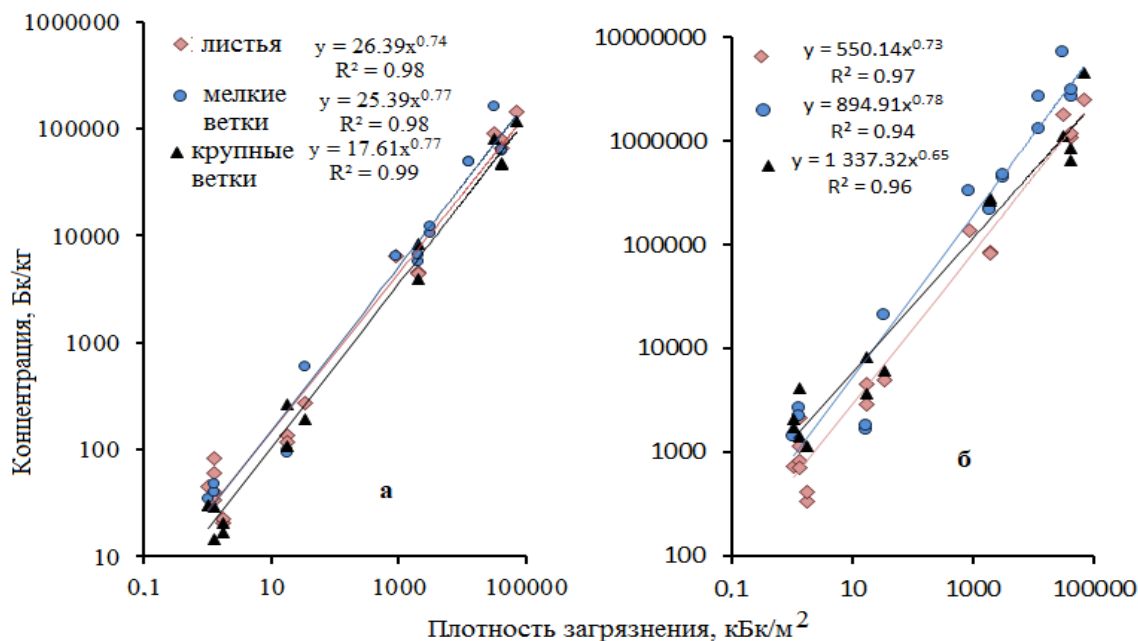 1000000
100000
10000
1000
100
10
0,1
10
1000
100000
листья
y = 26.39x^0.74
R² = 0.98
мелкие
ветки
y = 25.39x^0.77
R² = 0.98
крупные
ветки
y = 17.61x^0.77
R² = 0.99
а
Концентрация, Бк/кг
10000000
1000000
100000
10000
1000
100
0,1
10
1000
100000
y = 550.14x^0.73
R² = 0.97
y = 894.91x^0.78
R² = 0.94
y = 1 337.32x^0.65
R² = 0.96
б
Плотность загрязнения, кБк/м²